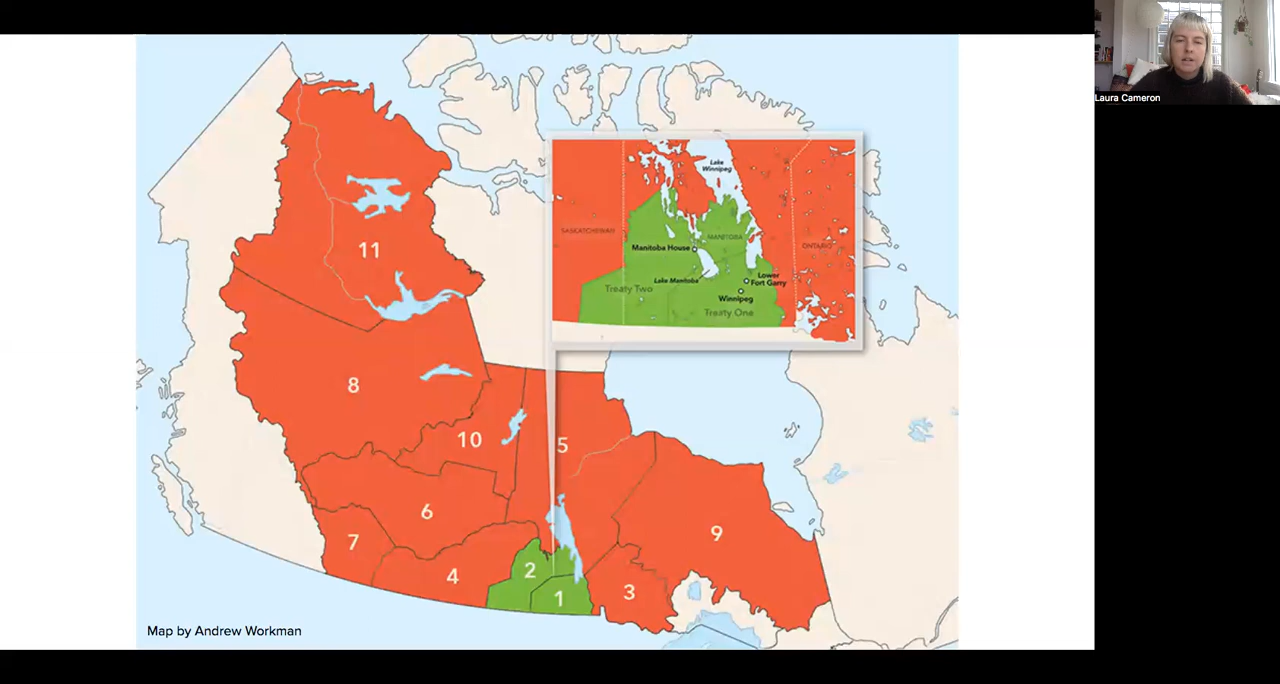 Laura Cameron
Lake
Winnipeg
SASKATCHEWAN
MANITOBA
ONTARIO
Manitoba House
Lake Manitoba
Lower
Fort Garry
Treaty Two
Winnipeg
Treaty One
11
8
10
5
6
7
4
2
1
3
9
Map by Andrew Workman